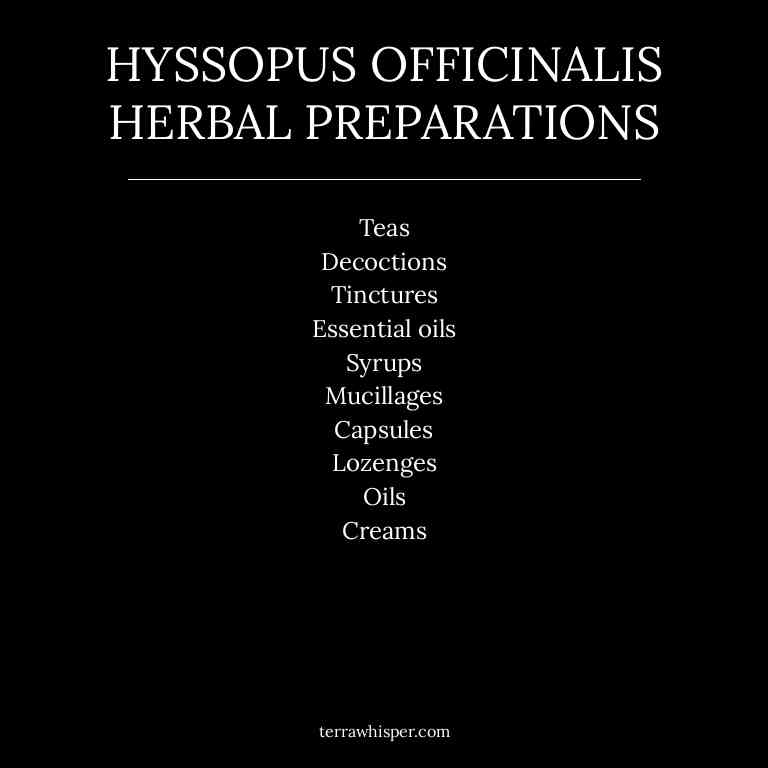 HYSSOPUS OFFICINALIS
HERBAL PREPARATIONS
Teas
Decoctions
Tinctures
Essential oils
Syrups
Mucillages
Capsules
Lozenges
Oils
Creams
terrawhisper.com